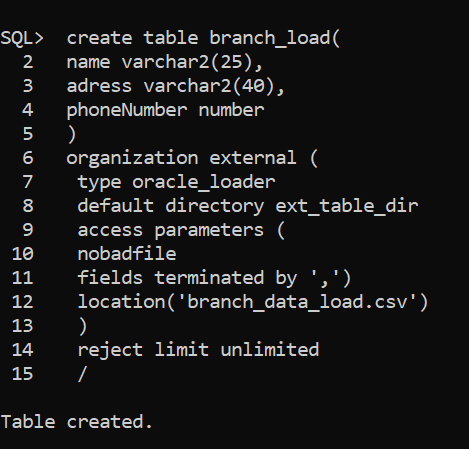 SQL>  create table branch_load(
  2   name varchar2(25),
  3   adress varchar2(40),
  4   phoneNumber number
  5   )
  6   organization external (
  7    type oracle_loader
  8    default directory ext_table_dir
  9    access parameters (
 10    nobadfile
 11    fields terminated by ',')
 12    location('branch_data_load.csv')
 13    )
 14    reject limit unlimited
 15    /
Table created.